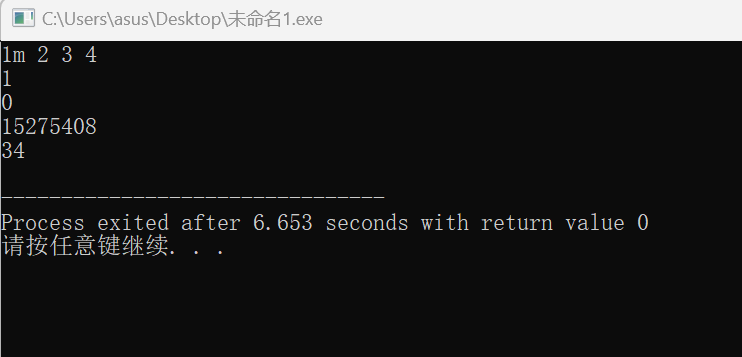 C:\Users\asus\Desktop\未命名1.exe
1m 2 3 4
1
0
15275408
34
--------------------------------
Process exited after 6.653 seconds with return value 0
请按任意键继续. . .